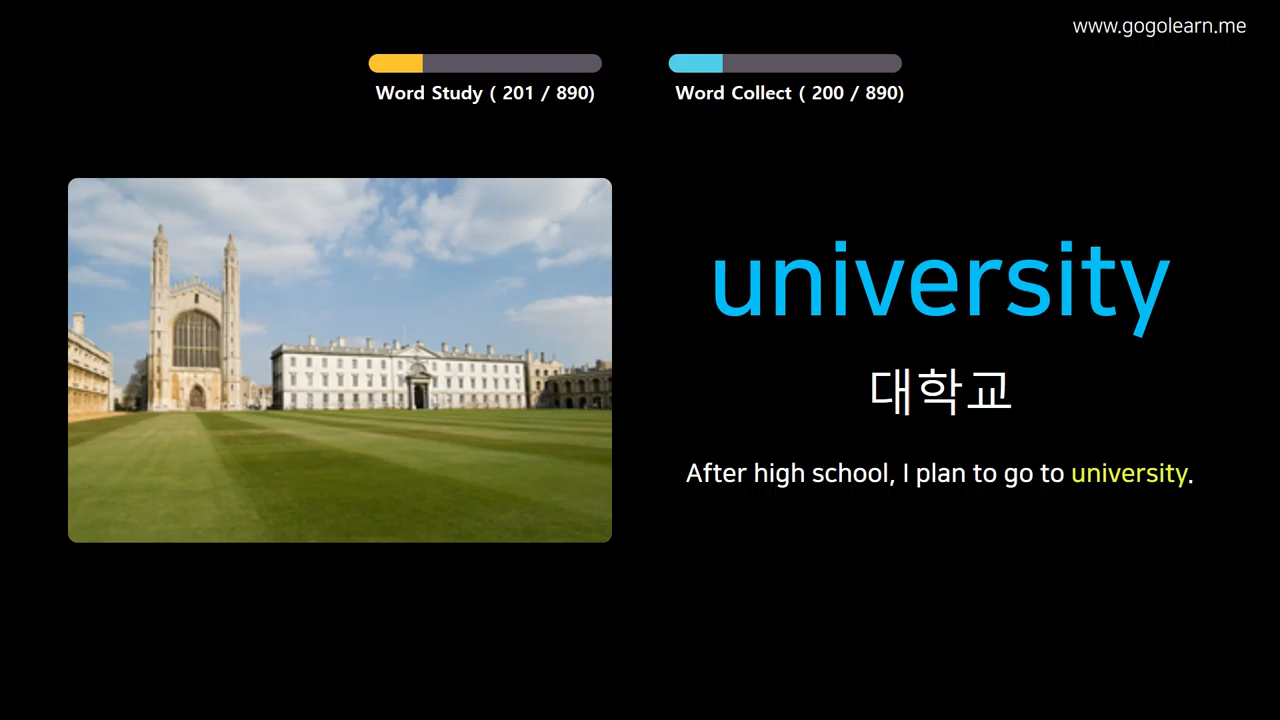 www.gogolearn.me
Word Study ( 201 / 890)
Word Collect ( 200 / 890)
university
대학교
After high school, I plan to go to university.